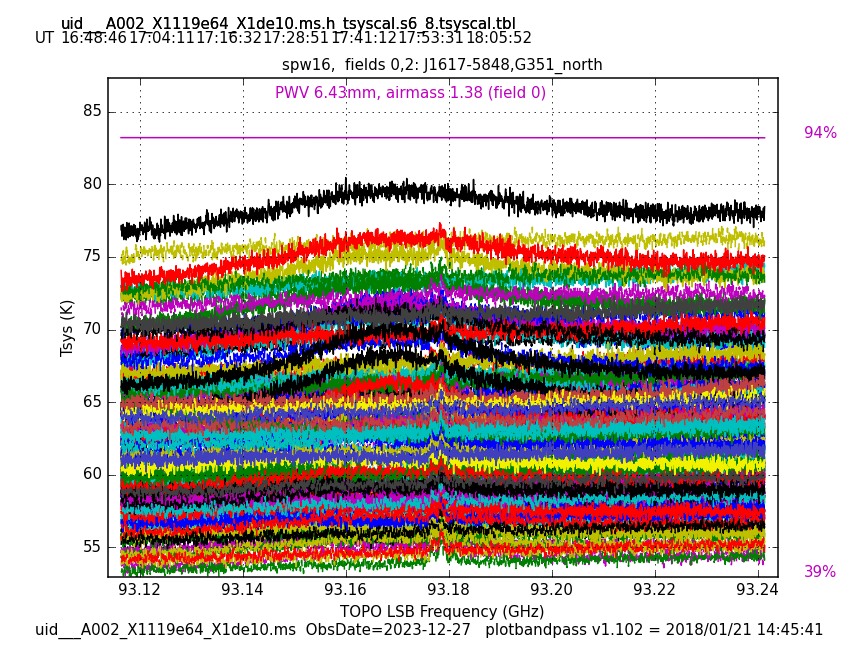 uid___A002_X1119e64_X1de10.ms.h_tsyscal.s6_8.tsyscal.tbl
UT 16:48:46 17:04:11 17:16:32 17:28:51 17:41:12 17:53:31 18:05:52
spw16,  fields 0,2: J1617-5848,G351_north
PWV 6.43mm, airmass 1.38 (field 0)
94%
39%
85
80
75
70
65
60
55
Tsys (K)
93.12 93.14 93.16 93.18 93.20 93.22 93.24
TOPO LSB Frequency (GHz)
uid___A002_X1119e64_X1de10.ms  ObsDate=2023-12-27   plotbandpass v1.102 = 2018/01/21 14:45:41